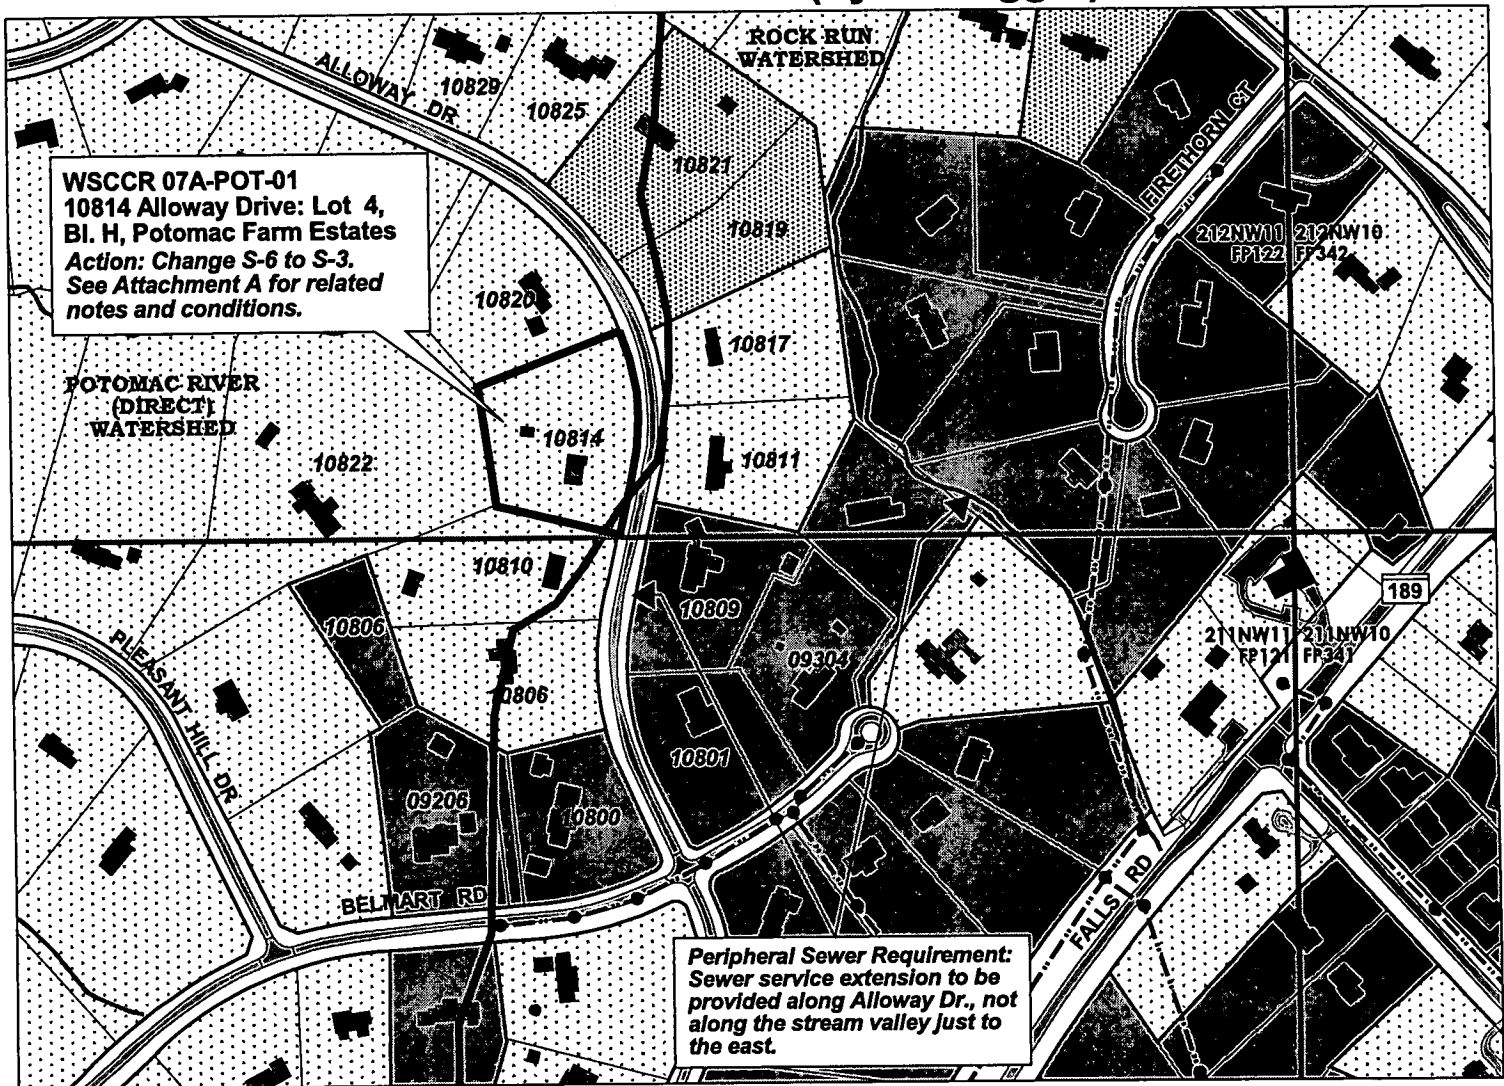 ROCK RUN
WATERSHED
ALLOWAY DR
10829
10825
10821
10819
FIRETHORN CT
WSCCR 07A-POT-01
10814 Alloway Drive: Lot 4,
Bl. H, Potomac Farm Estates
Action: Change S-6 to S-3.
See Attachment A for related
notes and conditions.
212NW11 212NW10
FP122 FP342
10820
10817
POTOMAC RIVER
(DIRECT)
WATERSHED
10814
10822
10811
10810
189
10809
10806
211NW11 211NW10
FP121 FP341
09304
PLEASANT HILL DR
10806
10801
09206
10800
BELMART RD
FALLS RD
Peripheral Sewer Requirement:
Sewer service extension to be
provided along Alloway Dr., not
along the stream valley just to
the east.